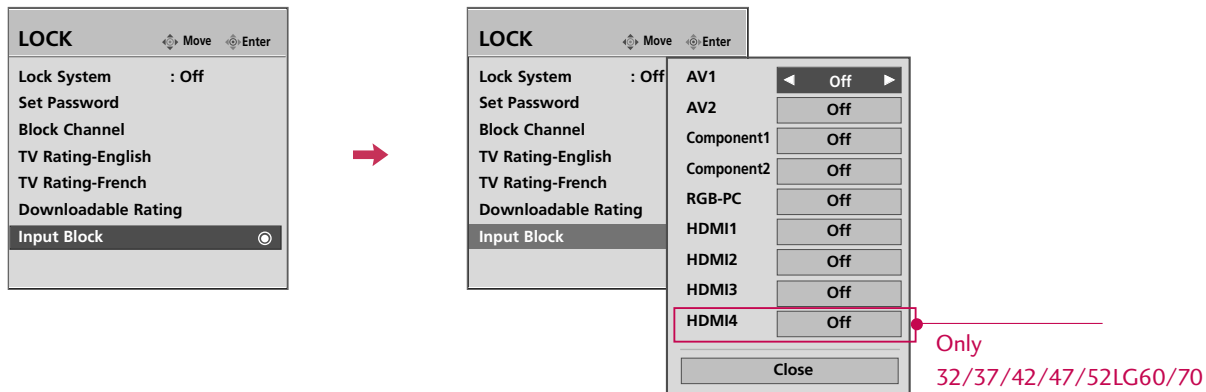 LOCK Move Enter
Lock System : Off
Set Password
Block Channel
TV Rating-English
TV Rating-French
Downloadable Rating
Input Block
LOCK Move Enter
Lock System : Off
Set Password
Block Channel
TV Rating-English
TV Rating-French
Downloadable Rating
Input Block
AV1 Off
AV2 Off
Component1 Off
Component2 Off
RGB-PC Off
HDMI1 Off
HDMI2 Off
HDMI3 Off
HDMI4 Off
Close
Only
32/37/42/47/52LG60/70